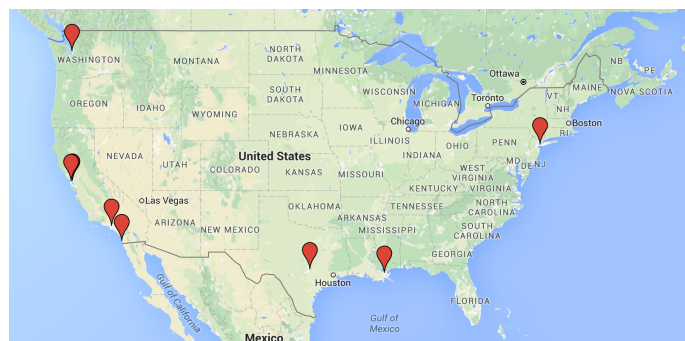 NB
PE
NORTH
DAKOTA
WASHINGTON
MONTANA
MINNESOTA
Ottawa
MAINE
NOVA SCOTIA
SOUTH
DAKOTA
WISCONSIN
VT
OREGON
IDAHO
MICHIGAN
Toronto
NH
WYOMING
Chicago
Boston
IOWA
RI
NEBRASKA
ILLINOIS
OHIO
PENN
NEVADA
United States
INDIANA
MD
DE
NJ
UTAH
COLORADO
KANSAS
MISSOURI
WEST
VIRGINIA
KENTUCKY
VIRGINIA
Las Vegas
OKLAHOMA
TENNESSEE
NORTH
CAROLINA
ARIZONA
NEW MEXICO
ARKANSAS
MISSISSIPPI
SOUTH
CAROLINA
GEORGIA
Houston
Gulf of California
FLORIDA
Gulf of
Mexico
Mexico